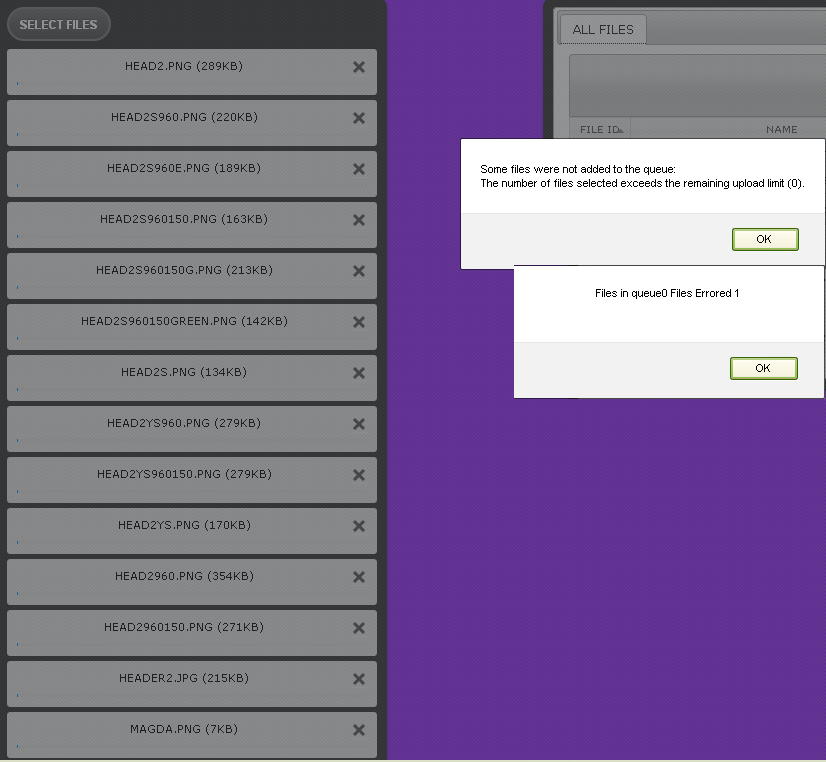 SELECT FILES
HEAD2.PNG (289KB)
HEAD2S960.PNG (220KB)
HEAD2S960E.PNG (189KB)
HEAD2S960150.PNG (163KB)
HEAD2S960150G.PNG (213KB)
HEAD2S960150GREEN.PNG (142KB)
HEAD2S.PNG (134KB)
HEAD2YS960.PNG (279KB)
HEAD2YS960150.PNG (279KB)
HEAD2YS.PNG (170KB)
HEAD2960.PNG (354KB)
HEAD2960150.PNG (271KB)
HEADER2.JPG (215KB)
MAGDA.PNG (7KB)
ALL FILES
FILE ID NAME
Some files were not added to the queue:
The number of files selected exceeds the remaining upload limit (0).
OK
Files in queue0 Files Errored 1
OK